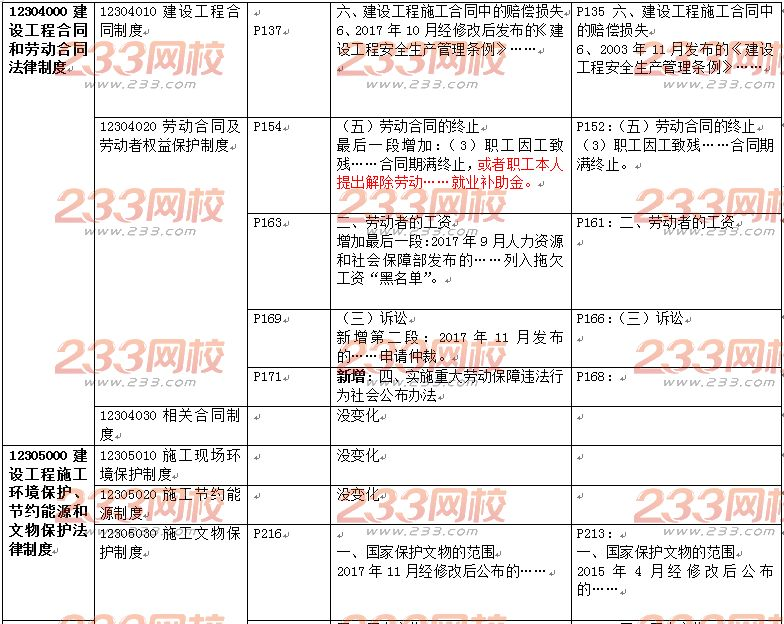 12304000 建
设工程合同
和劳动合同
法律制度
12304010 建设工程合
同制度
P137
六、建设工程施工合同中的赔偿损失
6、2017 年 10 月经修改后发布的《建
设工程安全生产管理条例》……
P135 六、建设工程施工合同中
的赔偿损失
6、2003 年 11 月发布的《建设
工程安全生产管理条例》……
12304020 劳动合同及
劳动者权益保护制度
P154
（五）劳动合同的终止
最后一段增加：（3）职工因工致
残……合同期满终止，或者职工本人
提出解除劳动……就业补助金。
P152：（五）劳动合同的终止
（3）职工因工致残……合同期
满终止。
P163
二、劳动者的工资
增加最后一段：2017 年 9 月人力资源
和社会保障部发布的……列入拖欠
工资“黑名单”。
P161：二、劳动者的工资
P169
（三）诉讼
新增第二段：2017 年 11 月发布
的……申请仲裁。
P166：（三）诉讼
P171
新增：四、实施重大劳动保障违法行
为社会公布办法
P168：
12304030 相关合同制
度
没变化
12305000 建
设工程施工
环境保护、
节约能源和
文物保护法
律制度
12305010 施工现场环
境保护制度
没变化
12305020 施工节约能
源制度
没变化
12305030 施工文物保
护制度
P216
一、国家保护文物的范围
2017 年 11 月经修改后公布的……
P213：
一、国家保护文物的范围
2015 年 4 月经修改后公布
的……
233网校
www.233.com